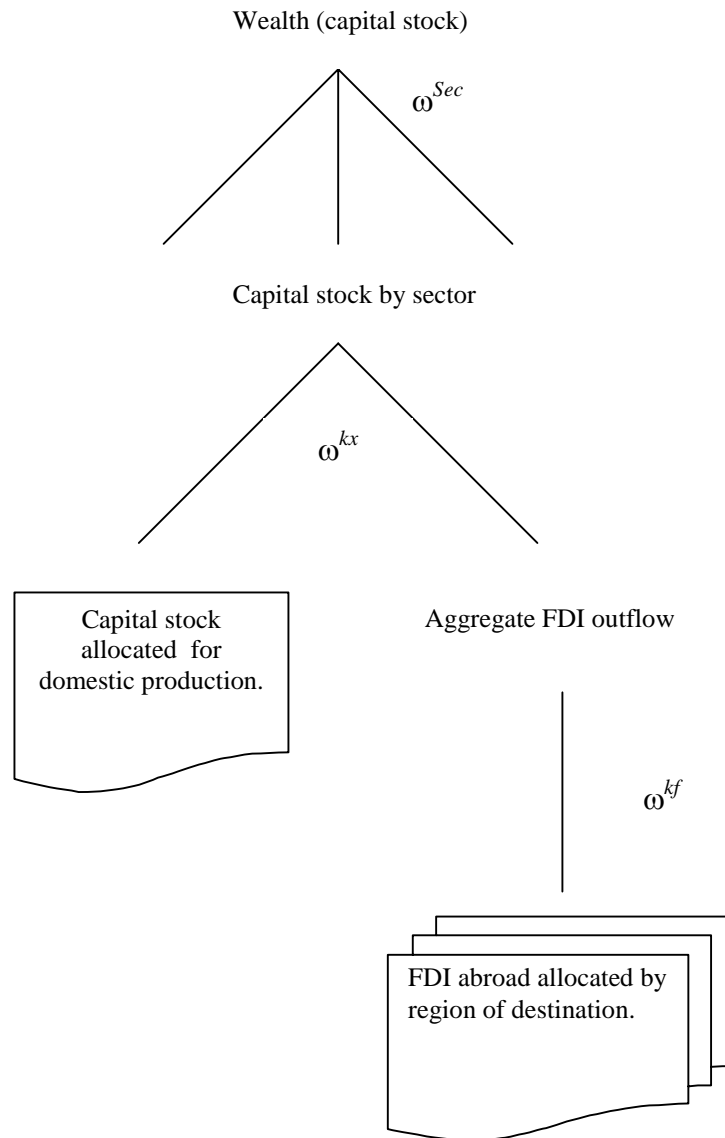 Wealth (capital stock)
ω^Sec
Capital stock by sector
ω^kx
Capital stock
allocated for
domestic production.
Aggregate FDI outflow
ω^kf
FDI abroad allocated by
region of destination.